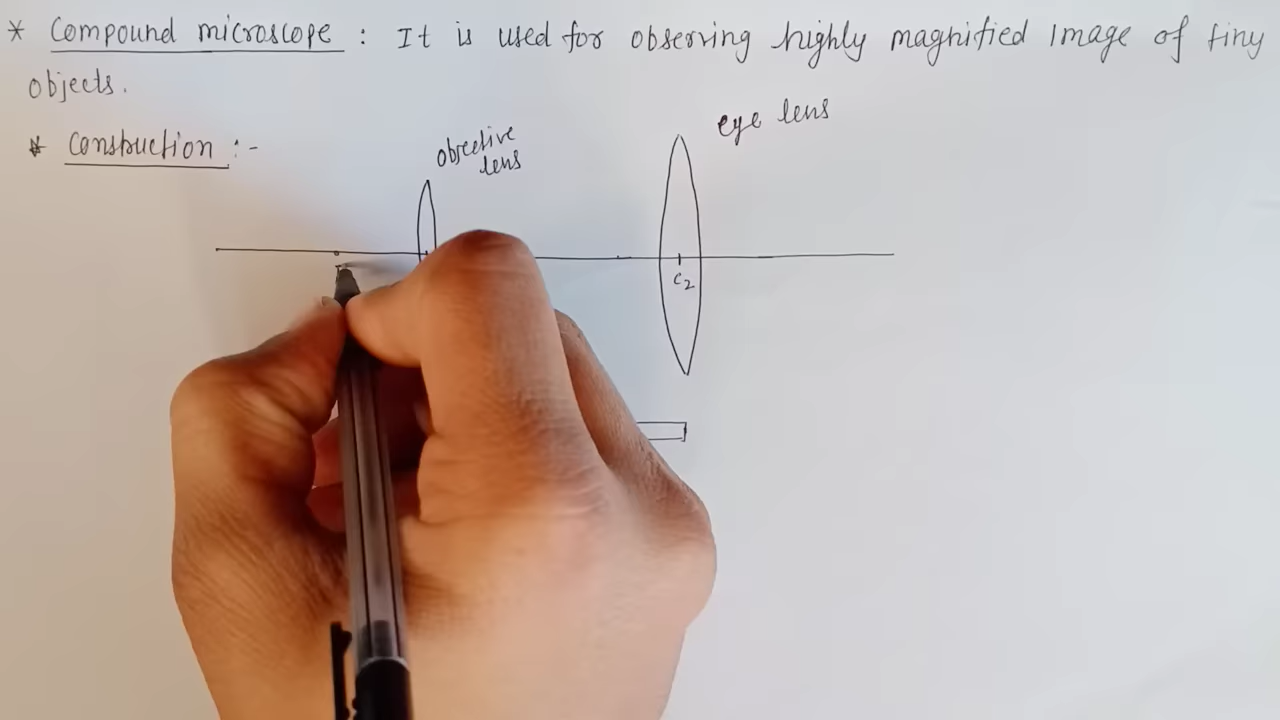 * Compound microscope : It is used for observing highly magnified Image of tiny
objects.
* Construction :-
objective
lens
eye lens
C₂